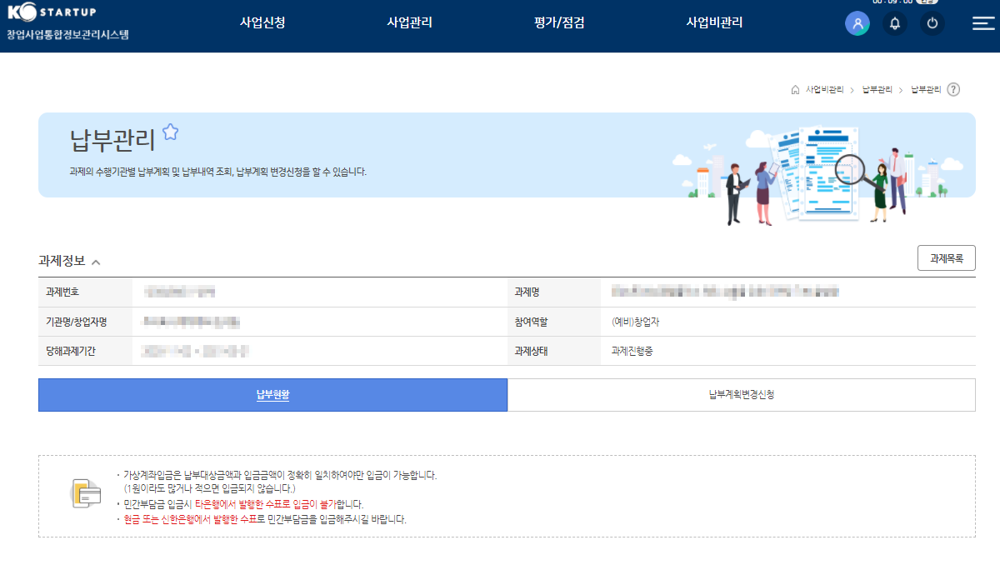 K STARTUP
창업사업통합정보관리시스템
사업신청
사업관리
평가/점검
사업비관리
사업비관리 > 납부관리 > 납부관리 ?
납부관리
과제의 수행기관별 납부계획 및 납부내역 조회, 납부계획 변경신청을 할 수 있습니다.
과제정보
과제목록
과제번호
과제명
기관명/창업자명
참여역할 (예비)창업자
당해과제기간
과제상태 과제진행중
납부현황
납부계획변경신청
· 가상계좌입금은 납부대상금액과 입금금액이 정확히 일치하여야만 입금이 가능합니다.
(1원이라도 많거나 적으면 입금되지 않습니다.)
· 민간부담금 입금시 타은행에서 발행한 수표로 입금이 불가합니다.
· 현금 또는 신한은행에서 발행한 수표로 민간부담금을 입금해주시길 바랍니다.